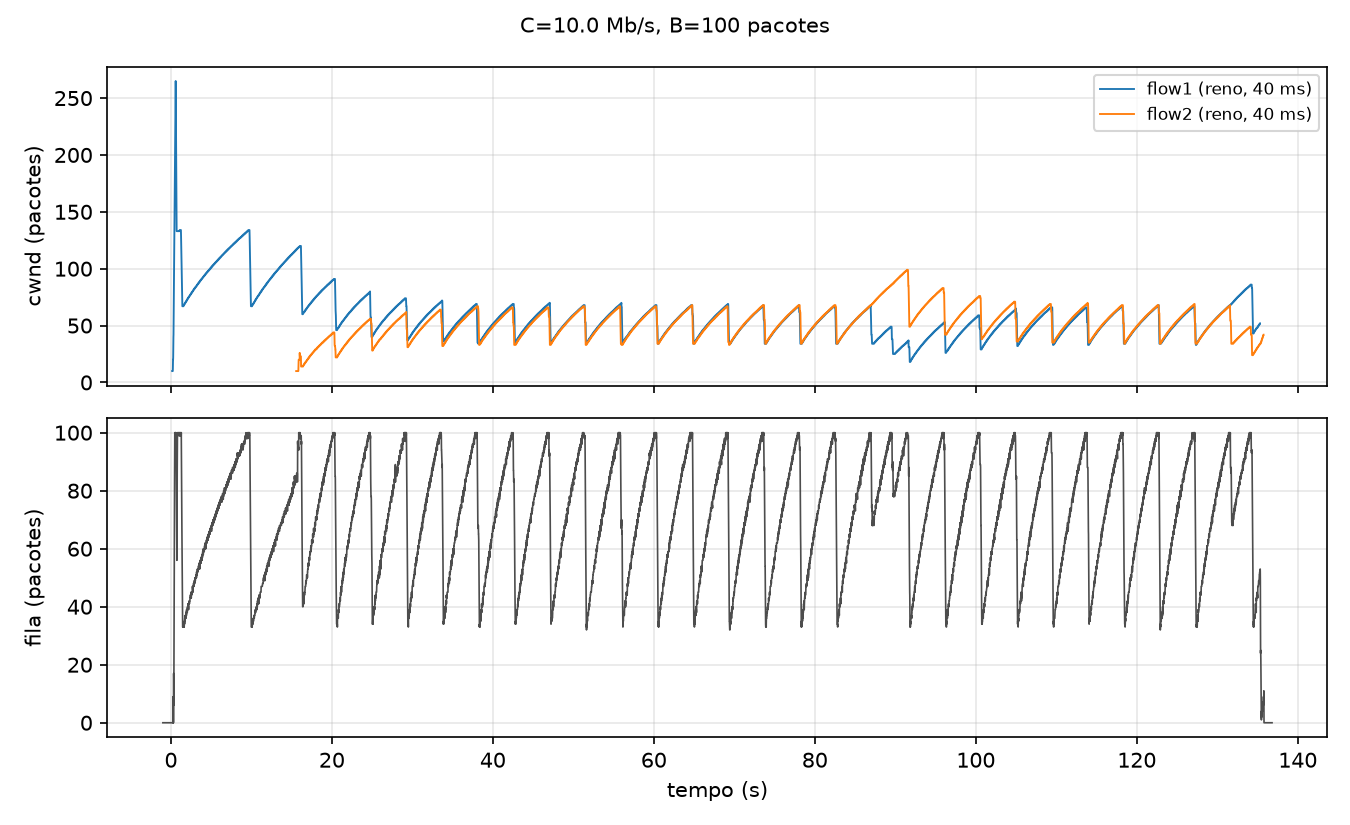 C=10.0 Mb/s, B=100 pacotes
cwnd (pacotes)
250
200
150
100
50
0
flow1 (reno, 40 ms)
flow2 (reno, 40 ms)
fila (pacotes)
100
80
60
40
20
0
0 20 40 60 80 100 120 140
tempo (s)